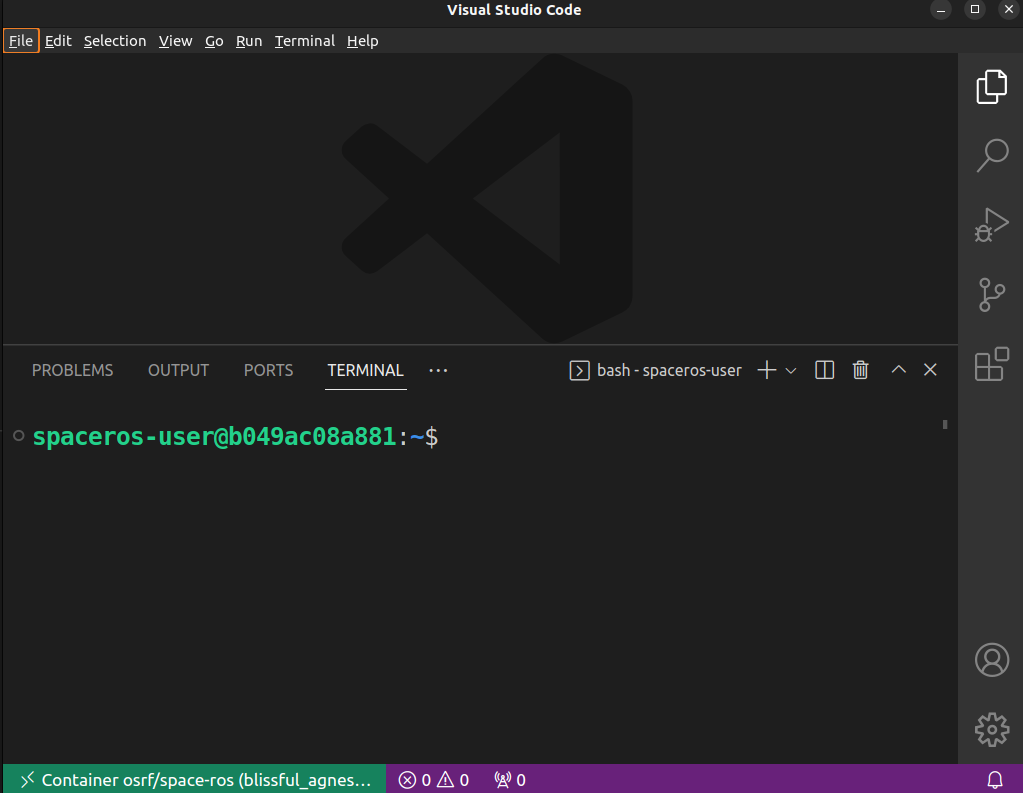 Visual Studio Code
File Edit Selection View Go Run Terminal Help
PROBLEMS OUTPUT PORTS TERMINAL ··· bash - spaceros-user
spaceros-user@b049ac08a881:~$
Container osrf/space-ros (blissful_agnes... 0 0 0